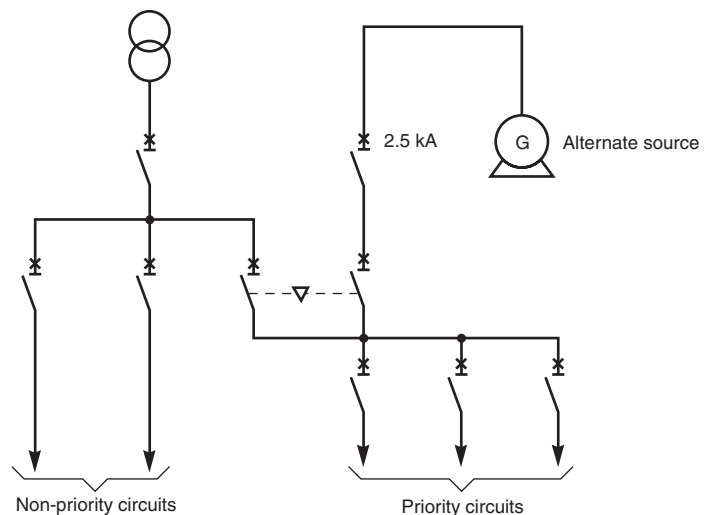 2.5 kA
G
Alternate source
Non-priority circuits
Priority circuits